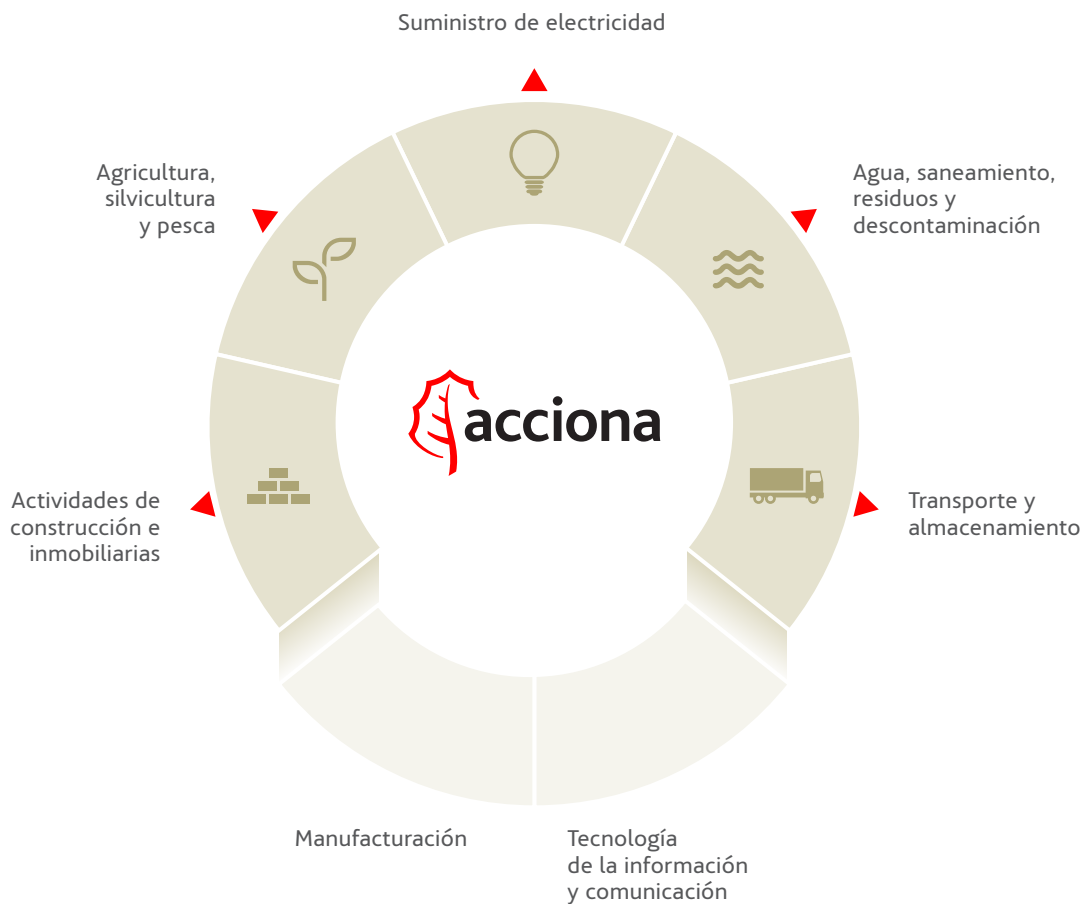 Suministro de electricidad
Agricultura,
silvicultura
y pesca
Agua, saneamiento,
residuos y
descontaminación
acciona
Actividades de
construcción e
inmobiliarias
Transporte y
almacenamiento
Manufacturación
Tecnología
de la información
y comunicación